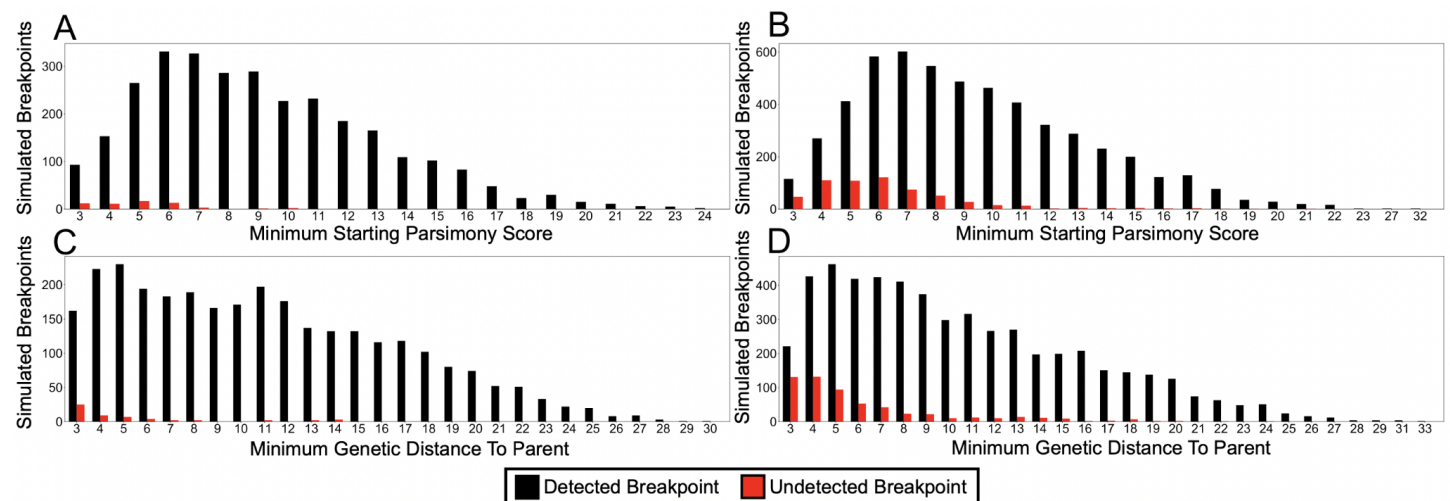 A
Simulated Breakpoints
300
200
100
0
3 4 5 6 7 8 9 10 11 12 13 14 15 16 17 18 19 20 21 22 23 24
Minimum Starting Parsimony Score
B
Simulated Breakpoints
600
400
200
0
3 4 5 6 7 8 9 10 11 12 13 14 15 16 17 18 19 20 21 22 23 27 32
Minimum Starting Parsimony Score
C
Simulated Breakpoints
200
150
100
50
0
3 4 5 6 7 8 9 10 11 12 13 14 15 16 17 18 19 20 21 22 23 24 25 26 27 28 29 30
Minimum Genetic Distance To Parent
D
Simulated Breakpoints
400
300
200
100
0
3 4 5 6 7 8 9 10 11 12 13 14 15 16 17 18 19 20 21 22 23 24 25 26 27 28 29 31 33
Minimum Genetic Distance To Parent
Detected Breakpoint Undetected Breakpoint